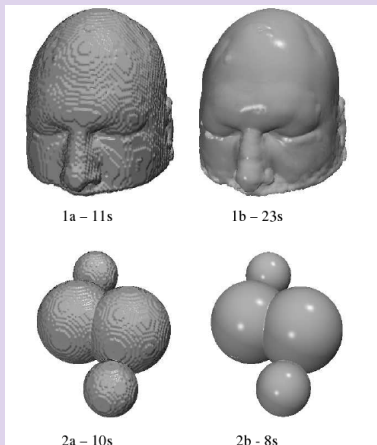 1a – 11s
1b – 23s
2a – 10s
2b - 8s